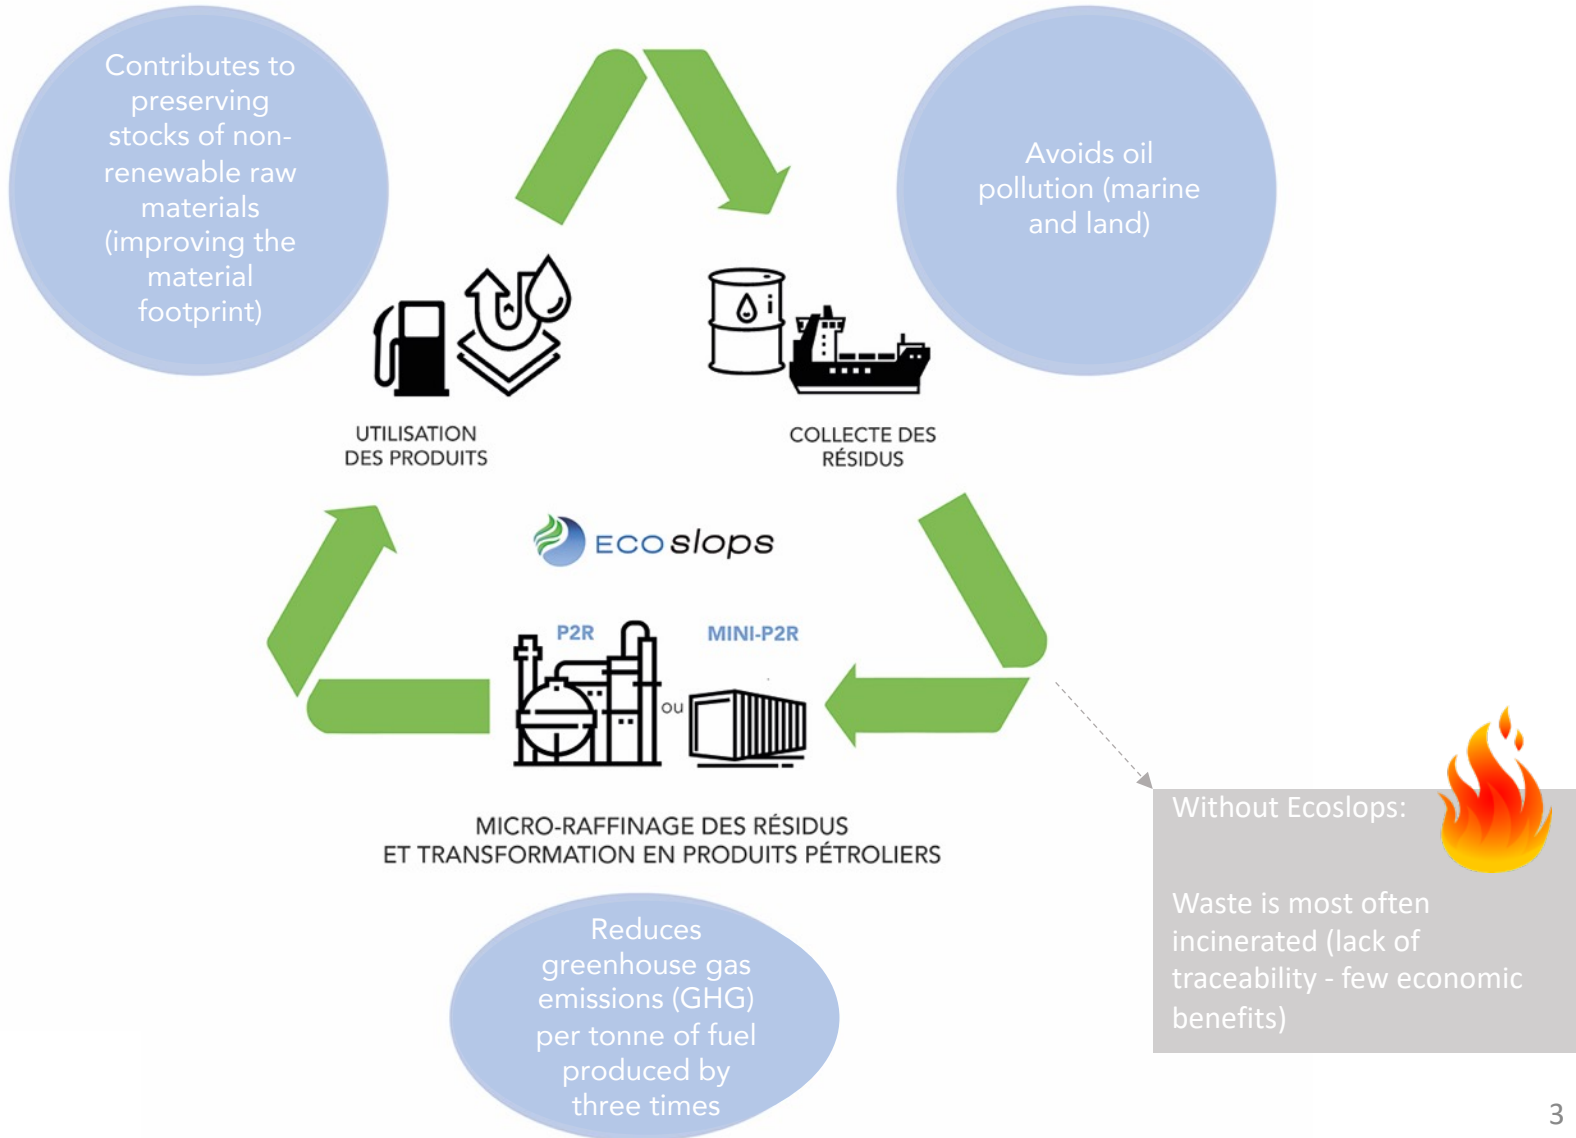 Contributes to
preserving
stocks of non-
renewable raw
materials
(improving the
material
footprint)
Avoids oil
pollution (marine
and land)
i
UTILISATION
DES PRODUITS
COLLECTE DES
RÉSIDUS
ECOslops
P2R
MINI-P2R
ou
MICRO-RAFFINAGE DES RÉSIDUS
ET TRANSFORMATION EN PRODUITS PÉTROLIERS
Without Ecoslops:
Waste is most often
incinerated (lack of
traceability - few economic
benefits)
Reduces
greenhouse gas
emissions (GHG)
per tonne of fuel
produced by
three times
3